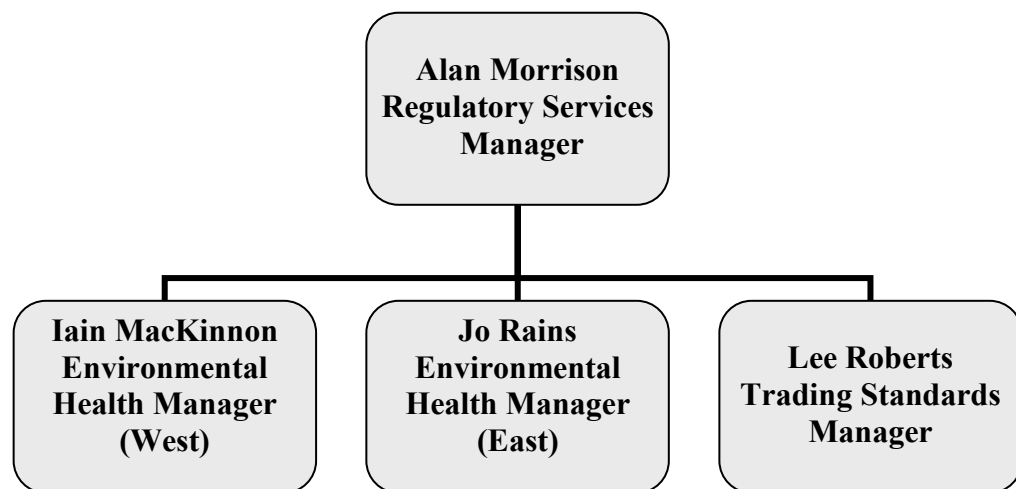 Alan Morrison
Regulatory Services
Manager
Iain MacKinnon
Environmental
Health Manager
(West)
Jo Rains
Environmental
Health Manager
(East)
Lee Roberts
Trading Standards
Manager